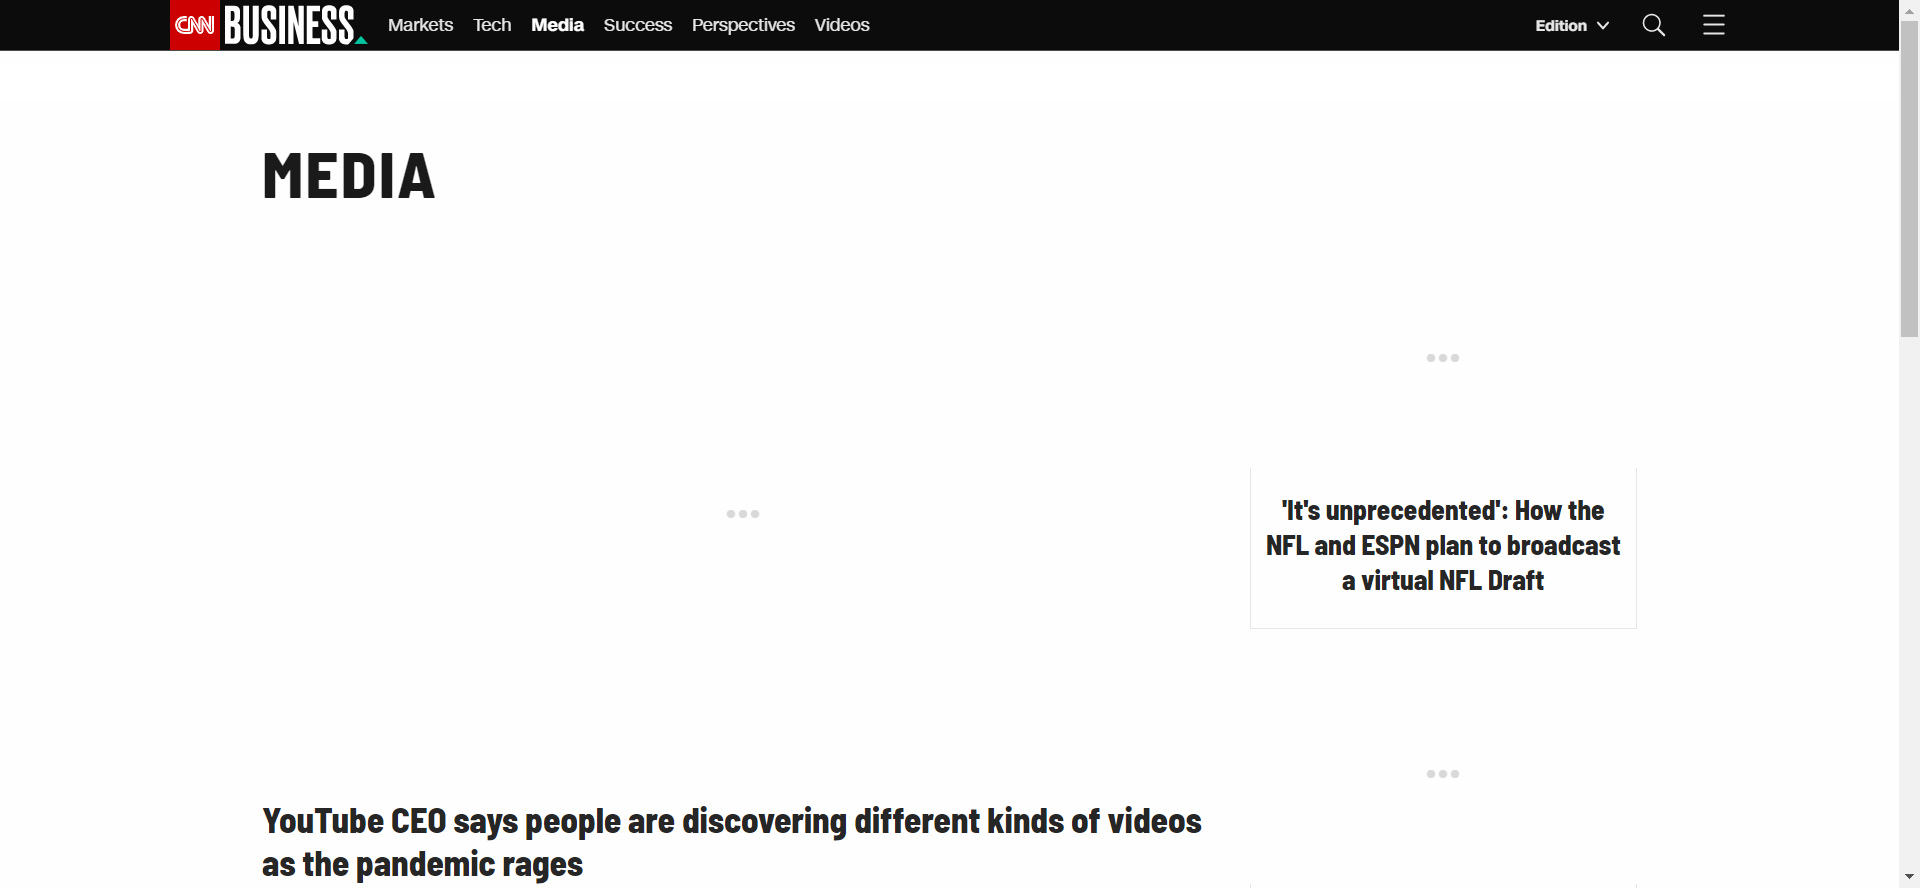 CNN BUSINESS Markets Tech Media Success Perspectives Videos Edition
MEDIA
'It's unprecedented': How the
NFL and ESPN plan to broadcast
a virtual NFL Draft
YouTube CEO says people are discovering different kinds of videos
as the pandemic rages